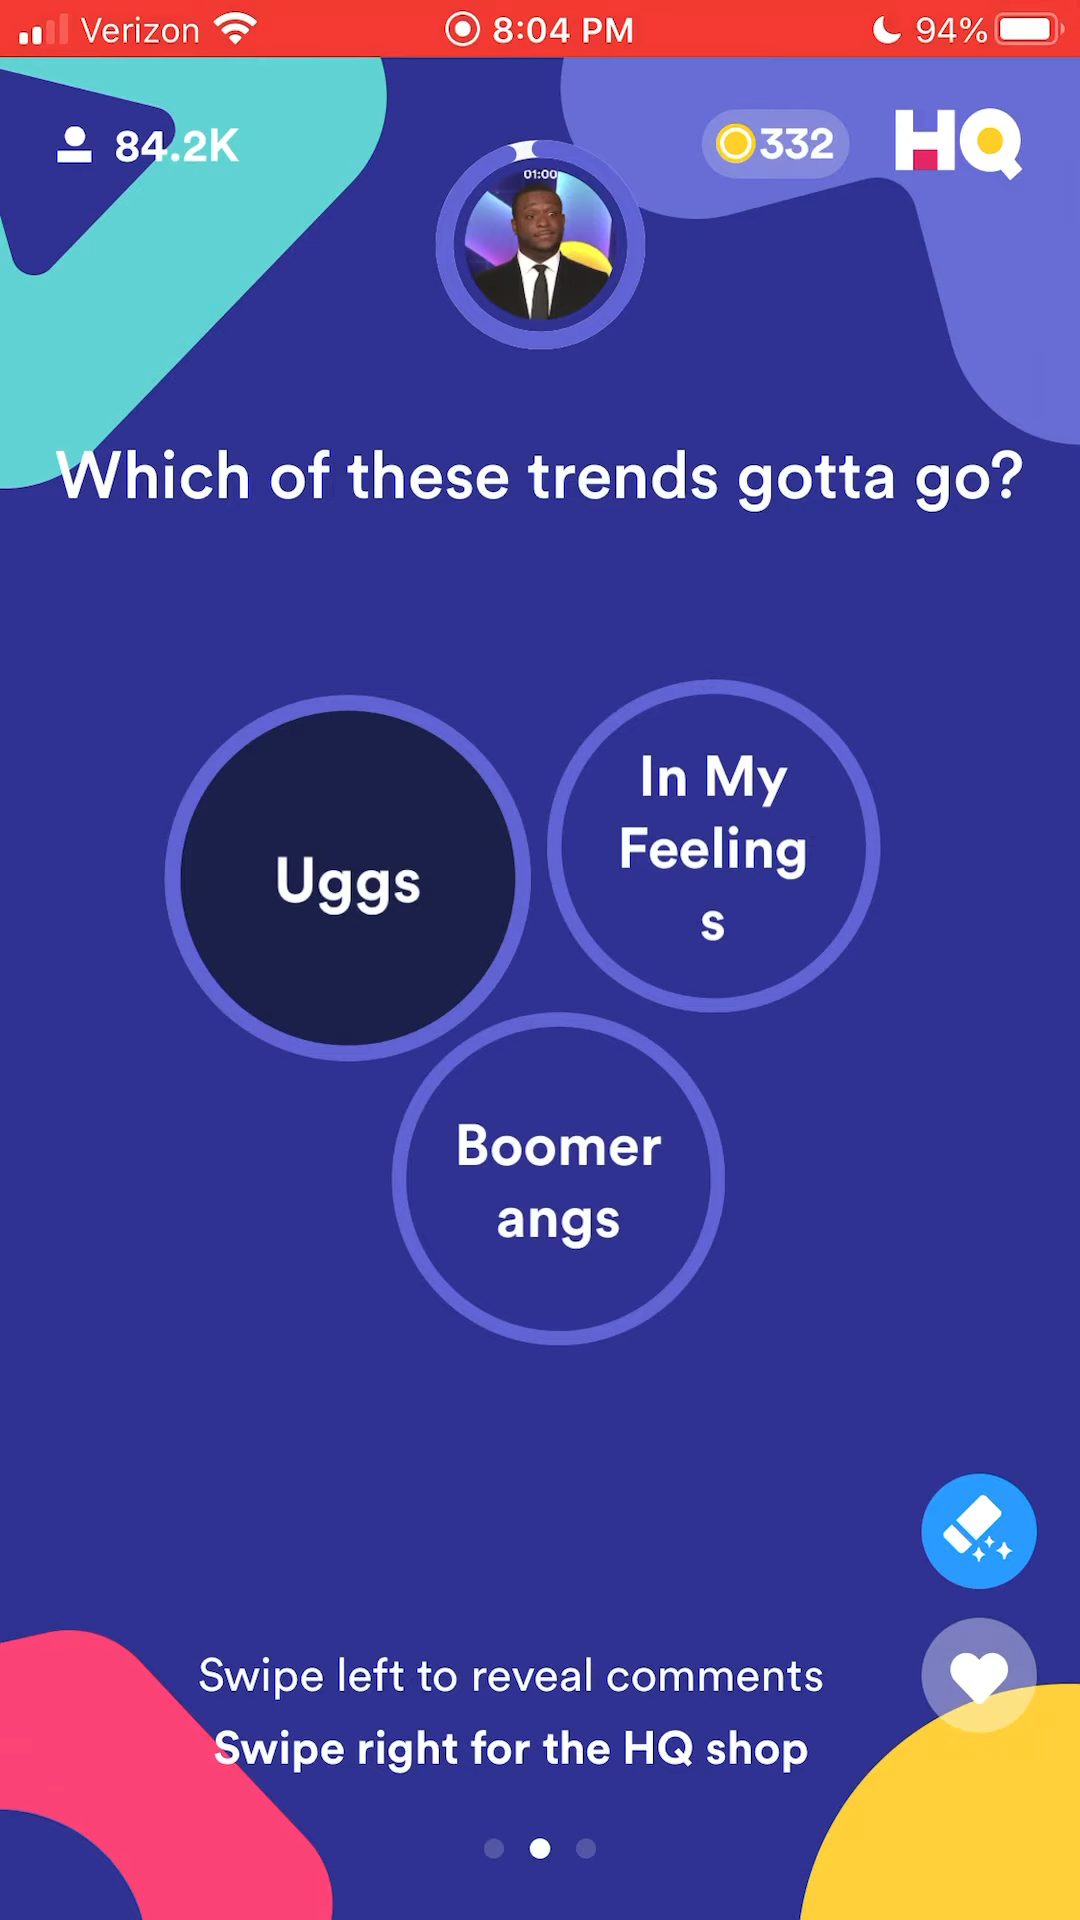 Verizon 8:04 PM 94%
84.2K 332 HQ
01:00
Which of these trends gotta go?
Uggs
In My
Feeling
s
Boomer
angs
Swipe left to reveal comments
Swipe right for the HQ shop